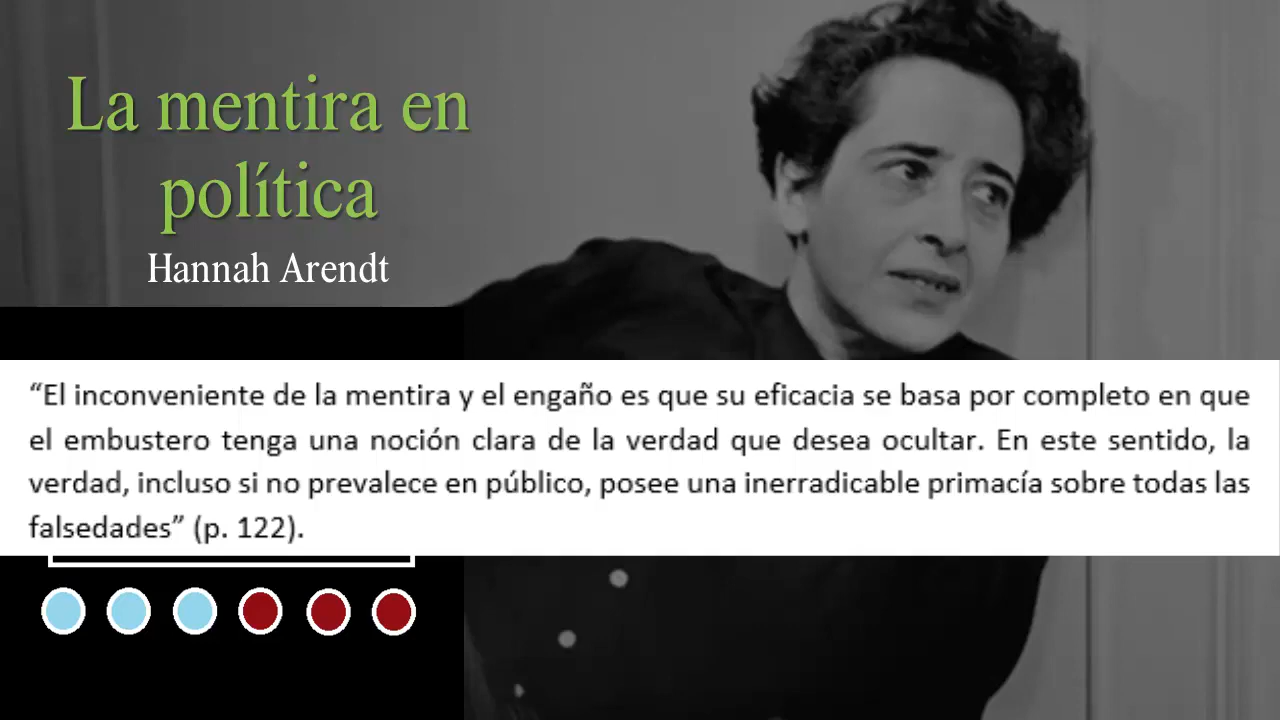 La mentira en
política
Hannah Arendt
“El inconveniente de la mentira y el engaño es que su eficacia se basa por completo en que
el embustero tenga una noción clara de la verdad que desea ocultar. En este sentido, la
verdad, incluso si no prevalece en público, posee una inerradicable primacía sobre todas las
falsedades” (p. 122).